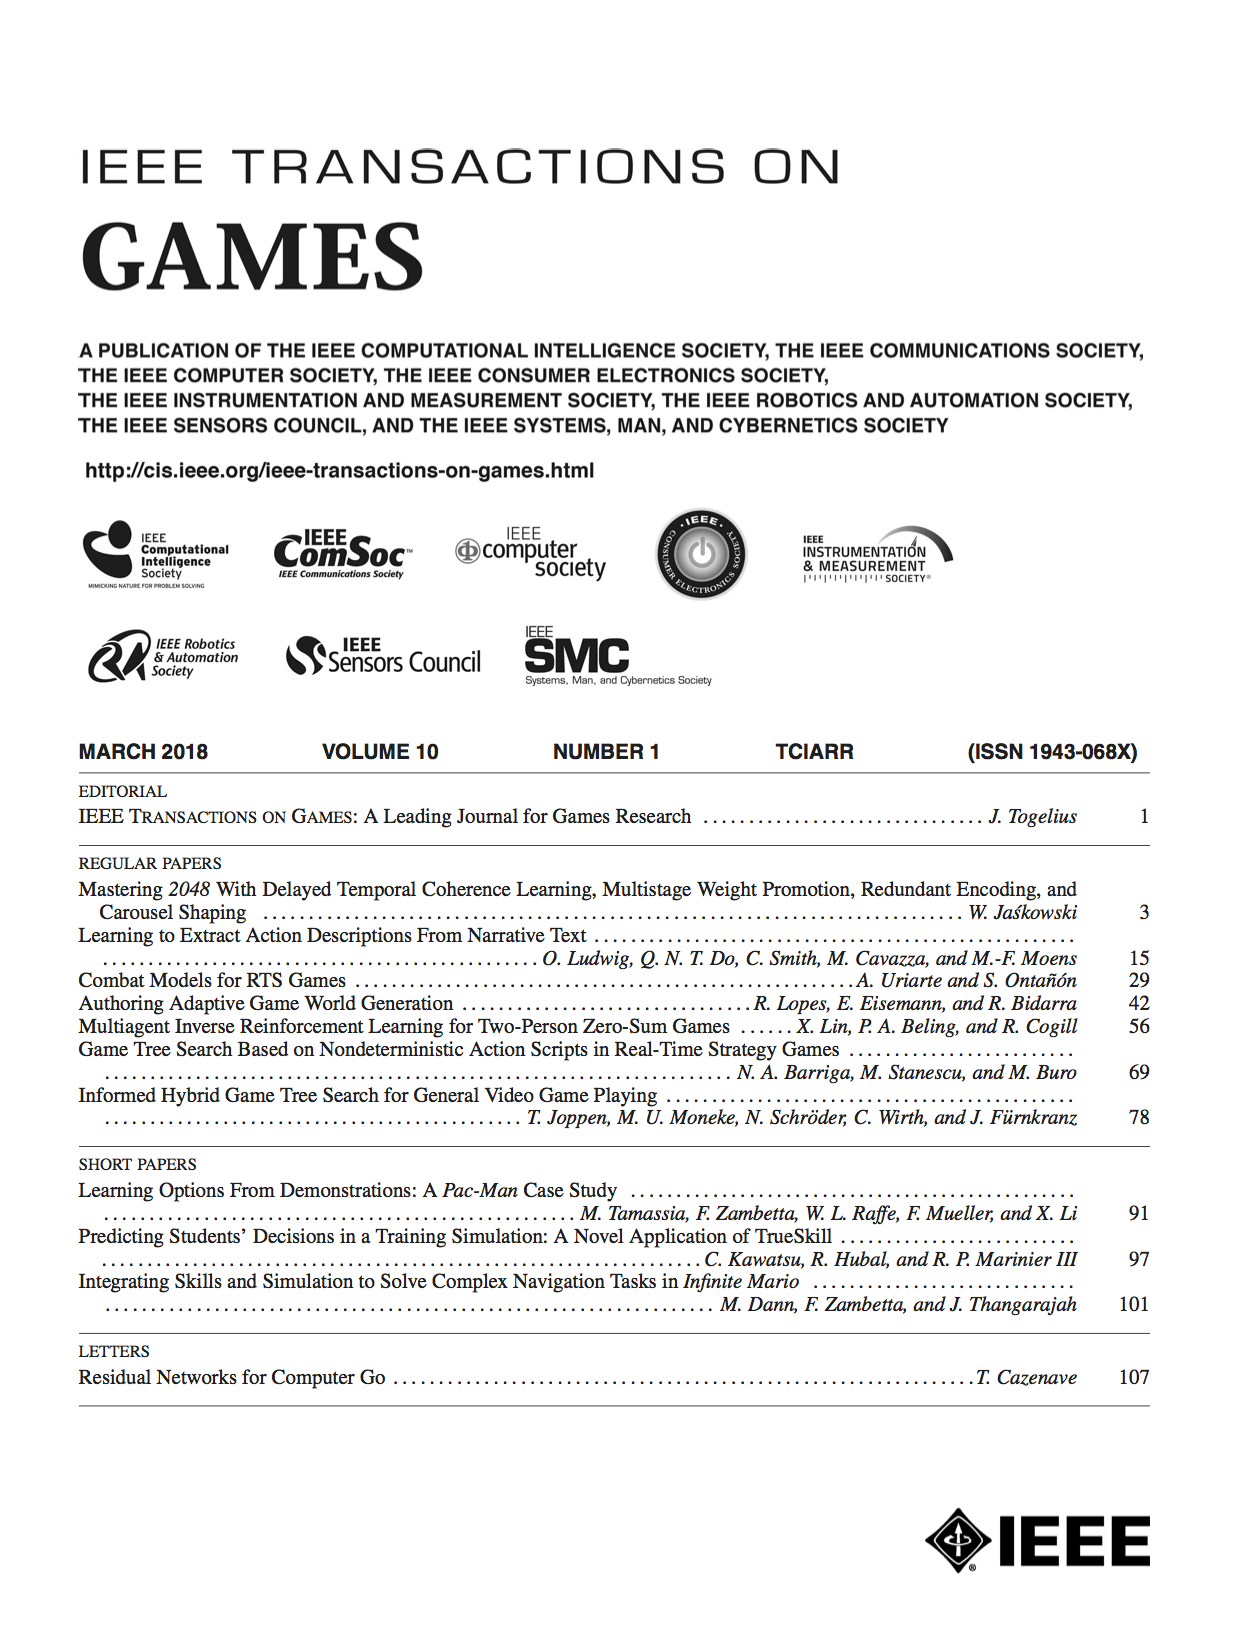 IEEE TRANSACTIONS ON
GAMES
A PUBLICATION OF THE IEEE COMPUTATIONAL INTELLIGENCE SOCIETY, THE IEEE COMMUNICATIONS SOCIETY,
THE IEEE COMPUTER SOCIETY, THE IEEE CONSUMER ELECTRONICS SOCIETY,
THE IEEE INSTRUMENTATION AND MEASUREMENT SOCIETY, THE IEEE ROBOTICS AND AUTOMATION SOCIETY,
THE IEEE SENSORS COUNCIL, AND THE IEEE SYSTEMS, MAN, AND CYBERNETICS SOCIETY
http://cis.ieee.org/ieee-transactions-on-games.html
IEEE
Computational
Intelligence
Society
MIMICKING NATURE FOR PROBLEM SOLVING
IEEE
ComSoc™
IEEE Communications Society
IEEE
computer
society
· IEEE ·
CONSUMER ELECTRONICS SOCIETY
IEEE
INSTRUMENTATION
& MEASUREMENT
SOCIETY®
IEEE Robotics
& Automation
Society
IEEE
Sensors Council
IEEE
SMC
Systems, Man, and Cybernetics Society
MARCH 2018 VOLUME 10 NUMBER 1 TCIARR (ISSN 1943-068X)
EDITORIAL
IEEE TRANSACTIONS ON GAMES: A Leading Journal for Games Research .............................. J. Togelius 1
REGULAR PAPERS
Mastering 2048 With Delayed Temporal Coherence Learning, Multistage Weight Promotion, Redundant Encoding, and
Carousel Shaping .......................................................................... W. Jaśkowski 3
Learning to Extract Action Descriptions From Narrative Text ...................................................
.............................................. O. Ludwig, Q. N. T. Do, C. Smith, M. Cavazza, and M.-F. Moens 15
Combat Models for RTS Games ..................................................... A. Uriarte and S. Ontañón 29
Authoring Adaptive Game World Generation ............................... R. Lopes, E. Eisemann, and R. Bidarra 42
Multiagent Inverse Reinforcement Learning for Two-Person Zero-Sum Games ...... X. Lin, P. A. Beling, and R. Cogill 56
Game Tree Search Based on Nondeterministic Action Scripts in Real-Time Strategy Games ........................
.................................................................. N. A. Barriga, M. Stanescu, and M. Buro 69
Informed Hybrid Game Tree Search for General Video Game Playing ...........................................
............................................ T. Joppen, M. U. Moneke, N. Schröder, C. Wirth, and J. Fürnkranz 78
SHORT PAPERS
Learning Options From Demonstrations: A Pac-Man Case Study ...............................................
.................................................. M. Tamassia, F. Zambetta, W. L. Raffe, F. Mueller, and X. Li 91
Predicting Students’ Decisions in a Training Simulation: A Novel Application of TrueSkill .........................
................................................................ C. Kawatsu, R. Hubal, and R. P. Marinier III 97
Integrating Skills and Simulation to Solve Complex Navigation Tasks in Infinite Mario ............................
................................................................ M. Dann, F. Zambetta, and J. Thangarajah 101
LETTERS
Residual Networks for Computer Go .............................................................. T. Cazenave 107
IEEE
®